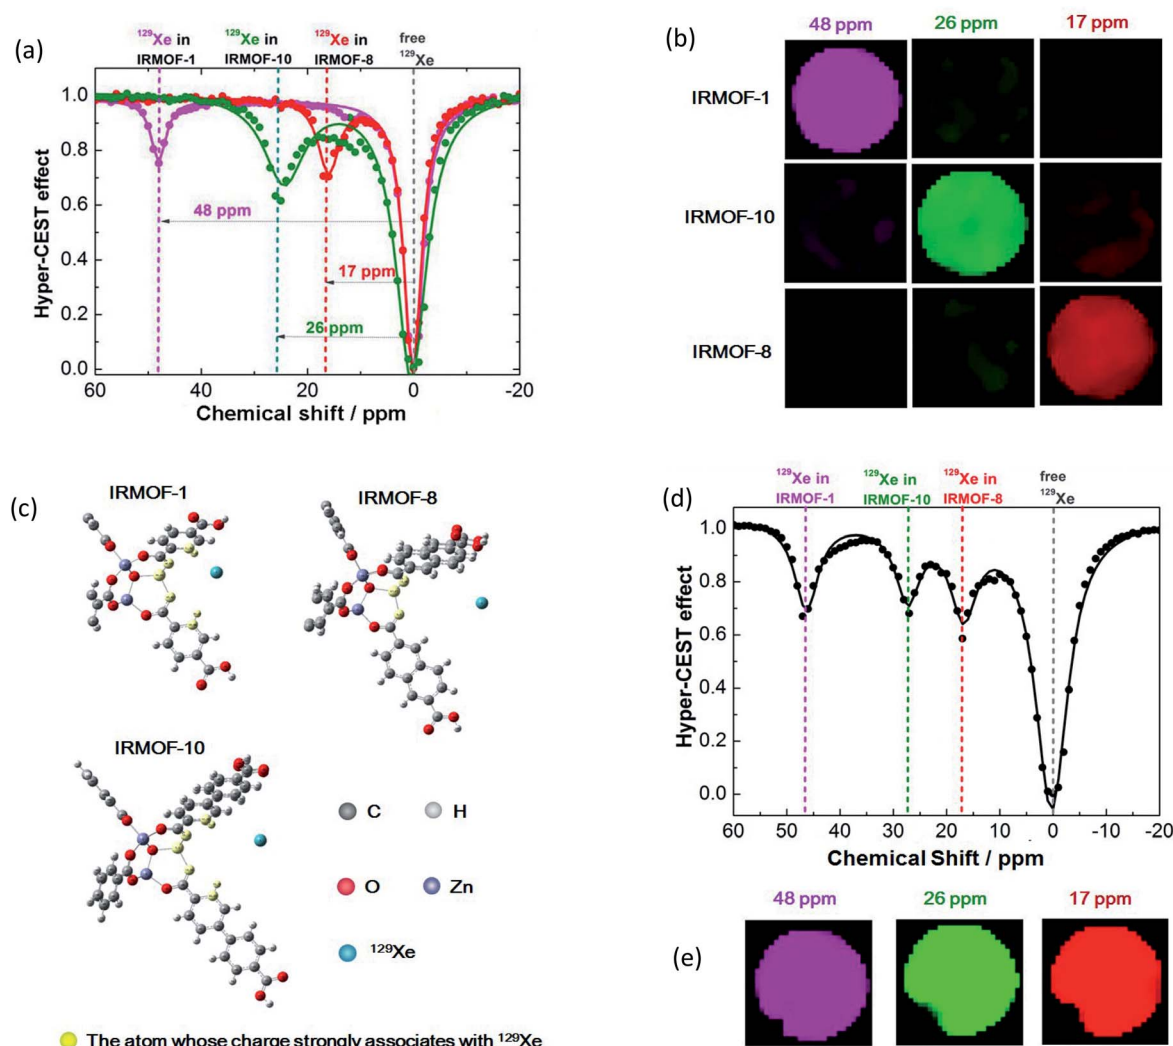 (a)
129Xe in
IRMOF-1
129Xe in
IRMOF-10
129Xe in
IRMOF-8
free
129Xe
1.0
0.8
0.6
0.4
0.2
0.0
Hyper-CEST effect
48 ppm
17 ppm
26 ppm
60 40 20 0 -20
Chemical shift / ppm
(b)
48 ppm 26 ppm 17 ppm
IRMOF-1
IRMOF-10
IRMOF-8
(c)
IRMOF-1
IRMOF-8
IRMOF-10
C H
O Zn
129Xe
The atom whose charge strongly associates with 129Xe
(d)
129Xe in
IRMOF-1
129Xe in
IRMOF-10
129Xe in
IRMOF-8
free
129Xe
1.0
0.8
0.6
0.4
0.2
0.0
Hyper-CEST effect
60 50 40 30 20 10 0 -10 -20
Chemical Shift / ppm
(e)
48 ppm 26 ppm 17 ppm